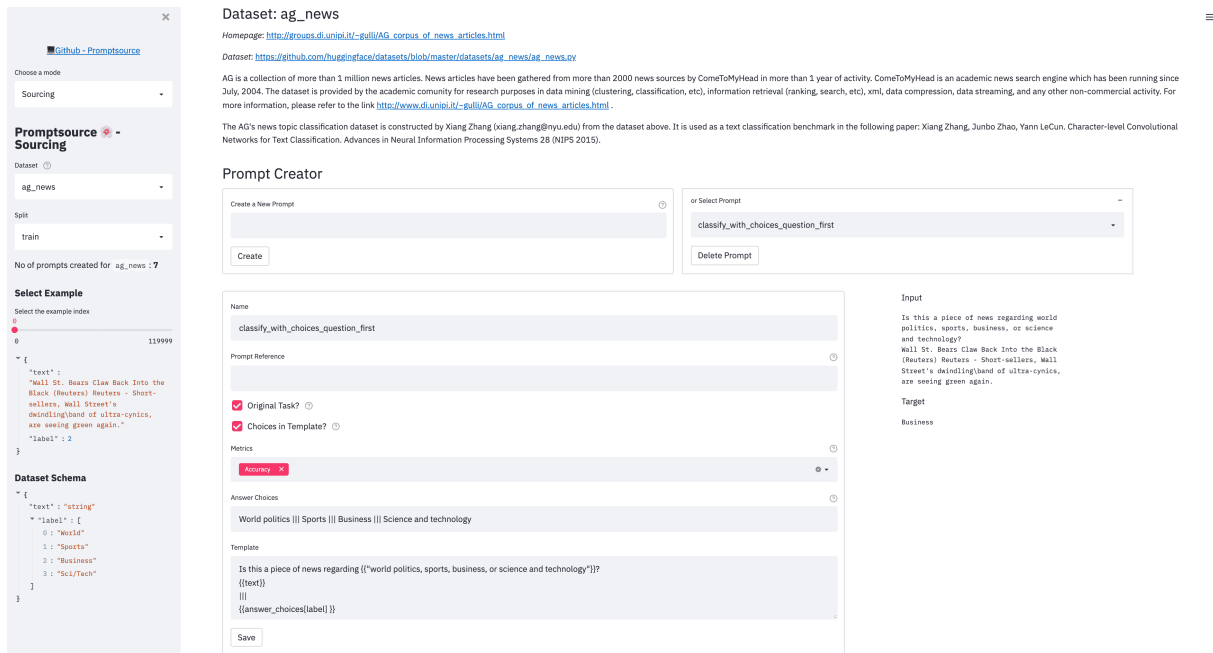 Github - Promptsource
Choose a mode
Sourcing
Promptsource 🌸 -
Sourcing
Dataset
ag_news
Split
train
No of prompts created for ag_news : 7
Select Example
Select the example index
0
0 119999
{
"text" :
"Wall St. Bears Claw Back Into the
Black (Reuters) Reuters - Short-
sellers, Wall Street's
dwindling\band of ultra-cynics,
are seeing green again."
"label" : 2
}
Dataset Schema
{
"text" : "string"
"label" : [
0 : "World"
1 : "Sports"
2 : "Business"
3 : "Sci/Tech"
]
}
Dataset: ag_news
Homepage: http://groups.di.unipi.it/~gulli/AG_corpus_of_news_articles.html
Dataset: https://github.com/huggingface/datasets/blob/master/datasets/ag_news/ag_news.py
AG is a collection of more than 1 million news articles. News articles have been gathered from more than 2000 news sources by ComeToMyHead in more than 1 year of activity. ComeToMyHead is an academic news search engine which has been running since
July, 2004. The dataset is provided by the academic comunity for research purposes in data mining (clustering, classification, etc), information retrieval (ranking, search, etc), xml, data compression, data streaming, and any other non-commercial activity. For
more information, please refer to the link http://www.di.unipi.it/~gulli/AG_corpus_of_news_articles.html .
The AG's news topic classification dataset is constructed by Xiang Zhang (xiang.zhang@nyu.edu) from the dataset above. It is used as a text classification benchmark in the following paper: Xiang Zhang, Junbo Zhao, Yann LeCun. Character-level Convolutional
Networks for Text Classification. Advances in Neural Information Processing Systems 28 (NIPS 2015).
Prompt Creator
Create a New Prompt
Create
or Select Prompt
classify_with_choices_question_first
Delete Prompt
Name
classify_with_choices_question_first
Prompt Reference
Original Task?
Choices in Template?
Metrics
Accuracy
Answer Choices
World politics ||| Sports ||| Business ||| Science and technology
Template
Is this a piece of news regarding {{"world politics, sports, business, or science and technology"}}?
{{text}}
|||
{{answer_choices[label] }}
Save
Input
Is this a piece of news regarding world
politics, sports, business, or science
and technology?
Wall St. Bears Claw Back Into the Black
(Reuters) Reuters - Short-sellers, Wall
Street's dwindling\band of ultra-cynics,
are seeing green again.
Target
Business